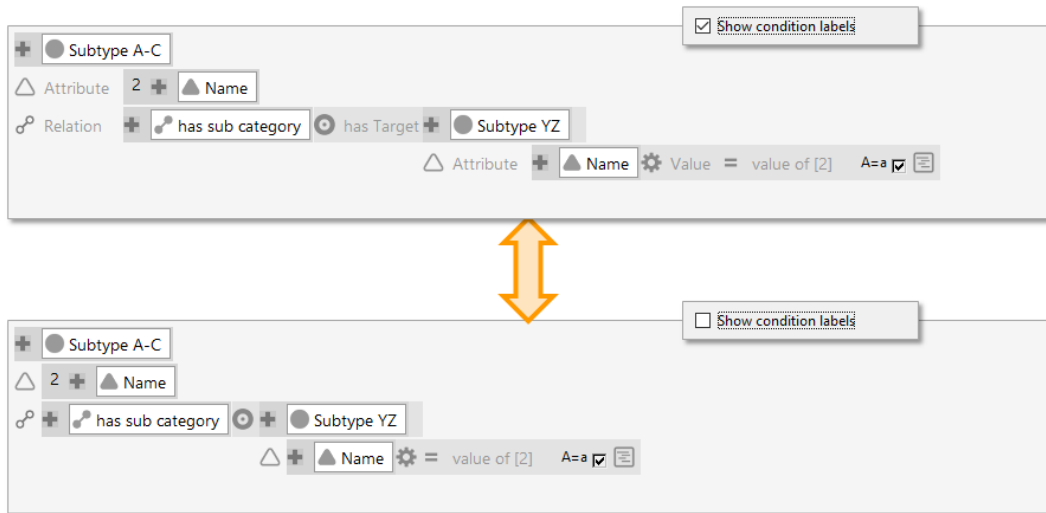 Show condition labels
Subtype A-C
Attribute 2 Name
Relation has sub category has Target Subtype YZ
Attribute Name Value = value of [2] A=a
Show condition labels
Subtype A-C
2 Name
has sub category Subtype YZ
Name = value of [2] A=a